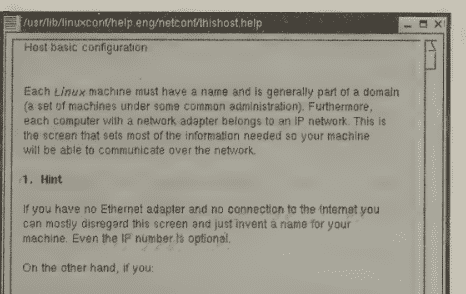 /usr/lib/linuxconf/help.eng/netconf/thishost.help
Host basic configuration
Each Linux machine must have a name and is generally part of a domain
(a set of machines under some common administration). Furthermore,
each computer with a network adapter belongs to an IP network. This is
the screen that sets most of the information needed so your machine
will be able to communicate over the network.
1. Hint
If you have no Ethernet adapter and no connection to the Internet you
can mostly disregard this screen and just invent a name for your
machine. Even the IP number is optional.
On the other hand, if you: